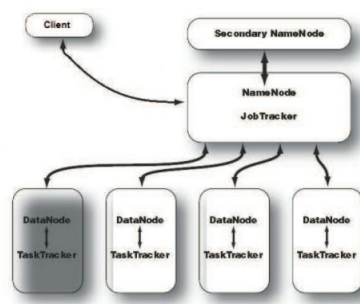 Client
Secondary NameNode
NameNode
JobTracker
DataNode
TaskTracker
DataNode
TaskTracker
DataNode
TaskTracker
DataNode
TaskTracker